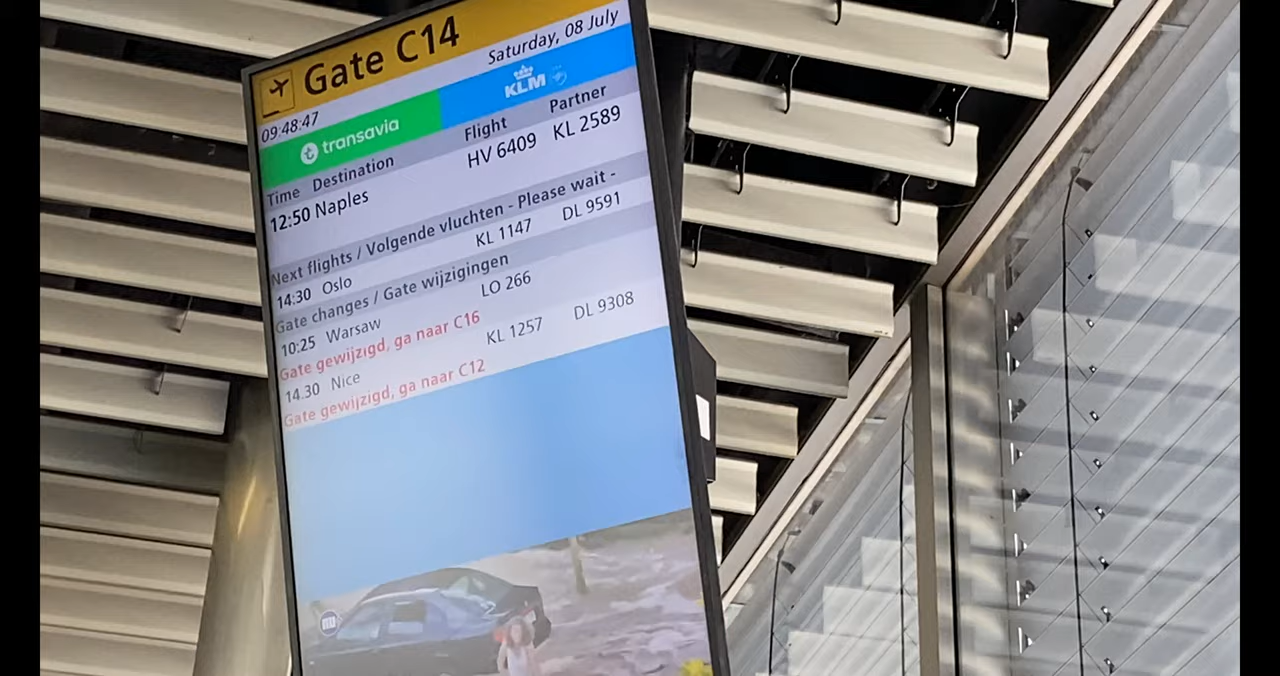 Gate C14
09:48:47 Saturday, 08 July
transavia KLM
Time Destination Flight Partner
12:50 Naples HV 6409 KL 2589
Next flights / Volgende vluchten - Please wait -
14:30 Oslo KL 1147 DL 9591
Gate changes / Gate wijzigingen
10:25 Warsaw LO 266
Gate gewijzigd, ga naar C16
14.30 Nice KL 1257 DL 9308
Gate gewijzigd, ga naar C12
nu